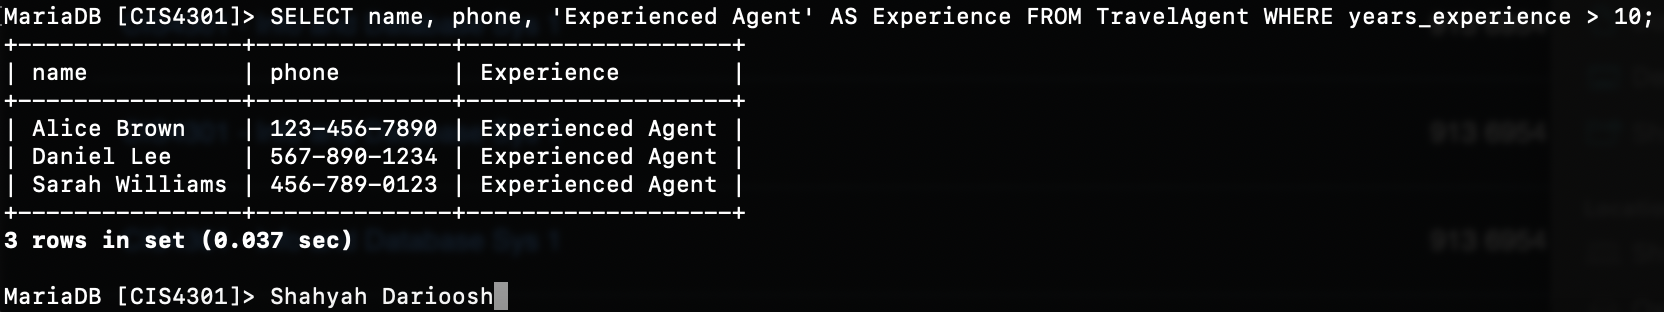 MariaDB [CIS4301]> SELECT name, phone, 'Experienced Agent' AS Experience FROM TravelAgent WHERE years_experience > 10;
+----------------+--------------+-------------------+
| name           | phone        | Experience        |
+----------------+--------------+-------------------+
| Alice Brown    | 123-456-7890 | Experienced Agent |
| Daniel Lee     | 567-890-1234 | Experienced Agent |
| Sarah Williams | 456-789-0123 | Experienced Agent |
+----------------+--------------+-------------------+
3 rows in set (0.037 sec)
MariaDB [CIS4301]> Shahyah Darioosh